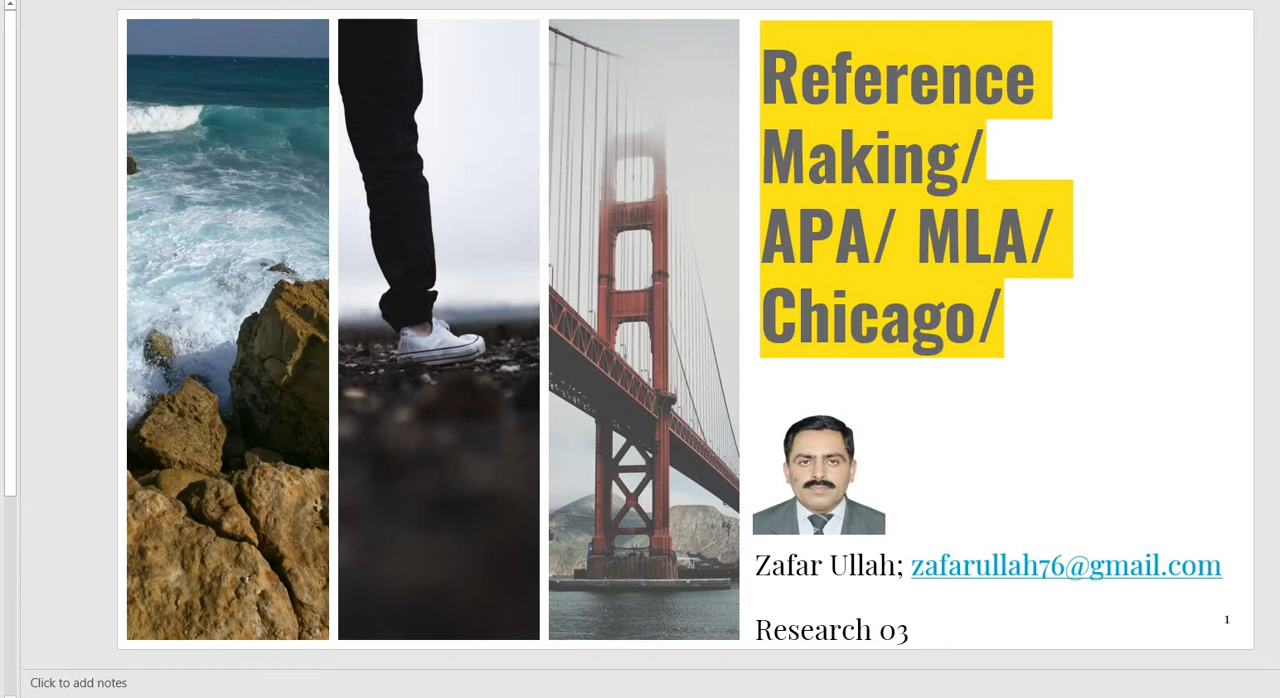 Reference
Making/
APA/ MLA/
Chicago/
Zafar Ullah; zafarullah76@gmail.com
Research 03
1
Click to add notes